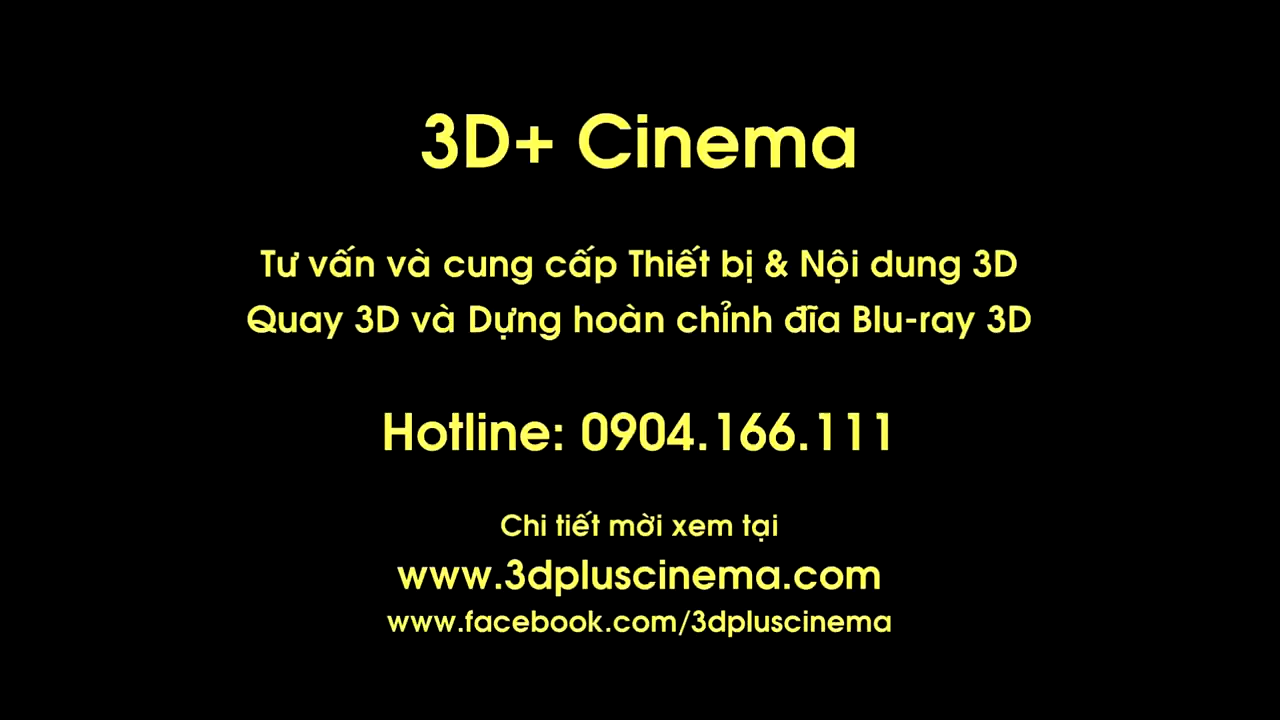 3D+ Cinema
Tư vấn và cung cấp Thiết bị & Nội dung 3D
Quay 3D và Dựng hoàn chỉnh đĩa Blu-ray 3D
Hotline: 0904.166.111
Chi tiết mời xem tại
www.3dpluscinema.com
www.facebook.com/3dpluscinema